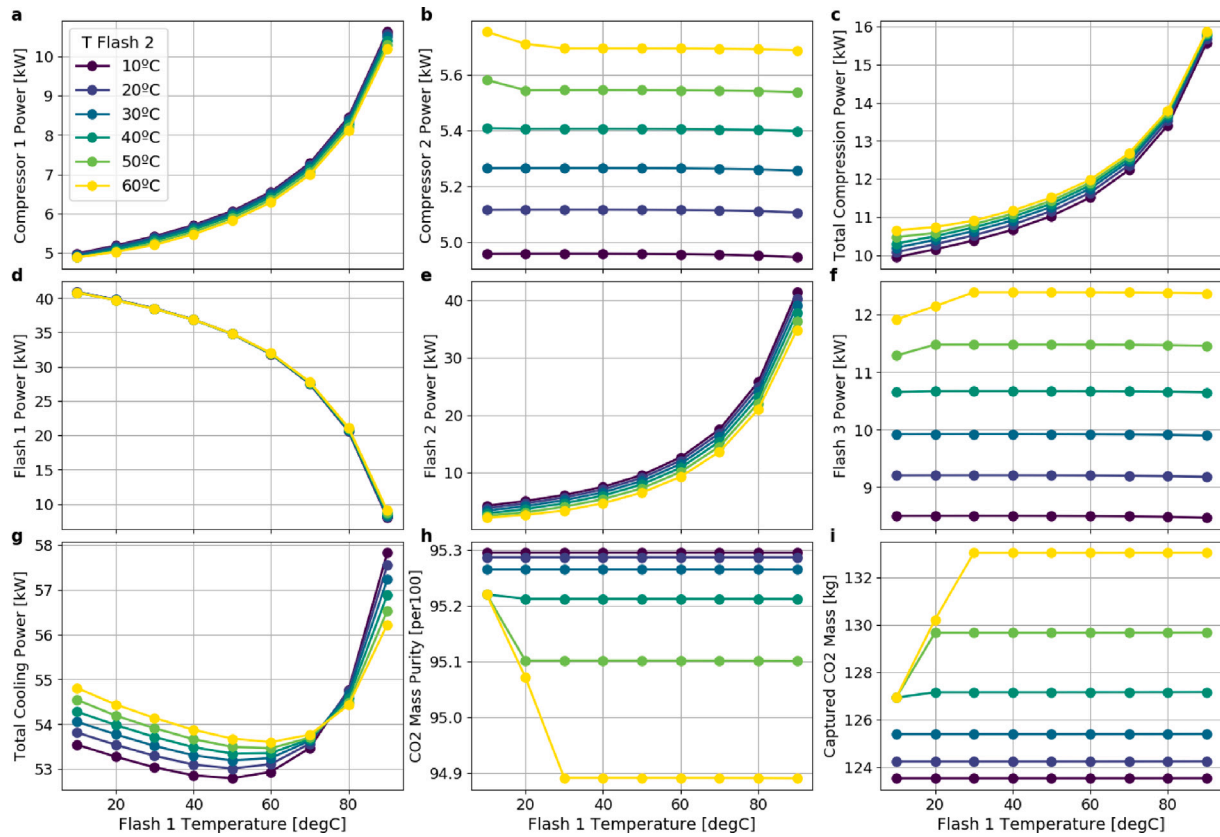 a
b
c
Compressor 1 Power [kW]
10
9
8
7
6
5
T Flash 2
10ºC
20ºC
30ºC
40ºC
50ºC
60ºC
Compressor 2 Power [kW]
5.6
5.4
5.2
5.0
Total Compression Power [kW]
16
15
14
13
12
11
10
d
e
f
Flash 1 Power [kW]
40
35
30
25
20
15
10
Flash 2 Power [kW]
40
30
20
10
Flash 3 Power [kW]
12
11
10
9
g
h
i
Total Cooling Power [kW]
58
57
56
55
54
53
20
40
60
80
Flash 1 Temperature [degC]
CO2 Mass Purity [per100]
95.3
95.2
95.1
95.0
94.9
20
40
60
80
Flash 1 Temperature [degC]
Captured CO2 Mass [kg]
132
130
128
126
124
20
40
60
80
Flash 1 Temperature [degC]